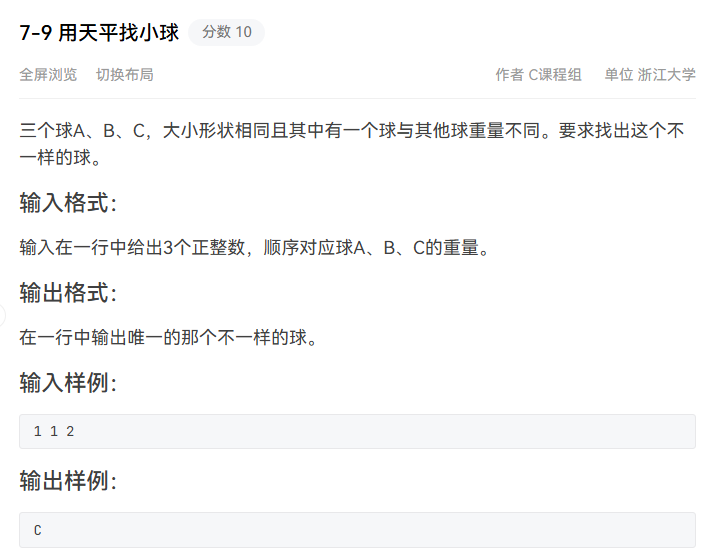 7-9 用天平找小球 分数 10
全屏浏览 切换布局 作者 C课程组 单位 浙江大学
三个球A、B、C，大小形状相同且其中有一个球与其他球重量不同。要求找出这个不
一样的球。
输入格式：
输入在一行中给出3个正整数，顺序对应球A、B、C的重量。
输出格式：
在一行中输出唯一的那个不一样的球。
输入样例：
1 1 2
输出样例：
C